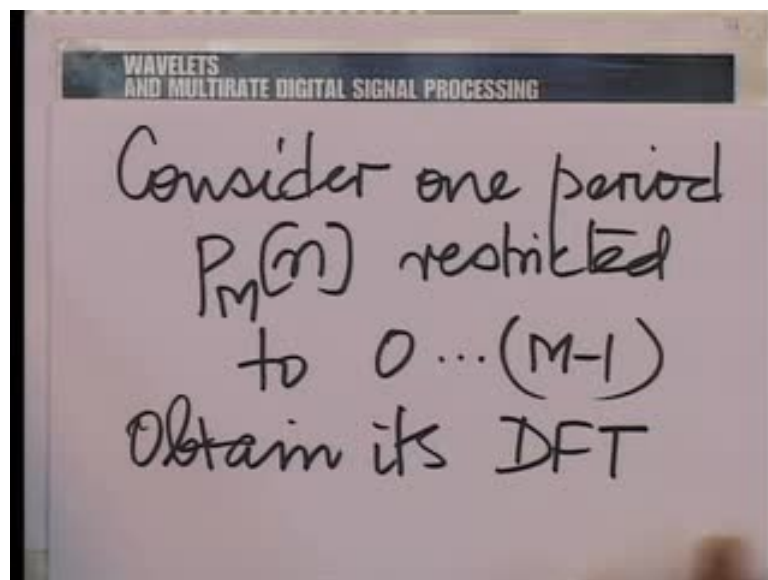 WAVELETS
AND MULTIRATE DIGITAL SIGNAL PROCESSING
Consider one period
P_M[n] restricted
to 0...(M-1)
Obtain its DFT